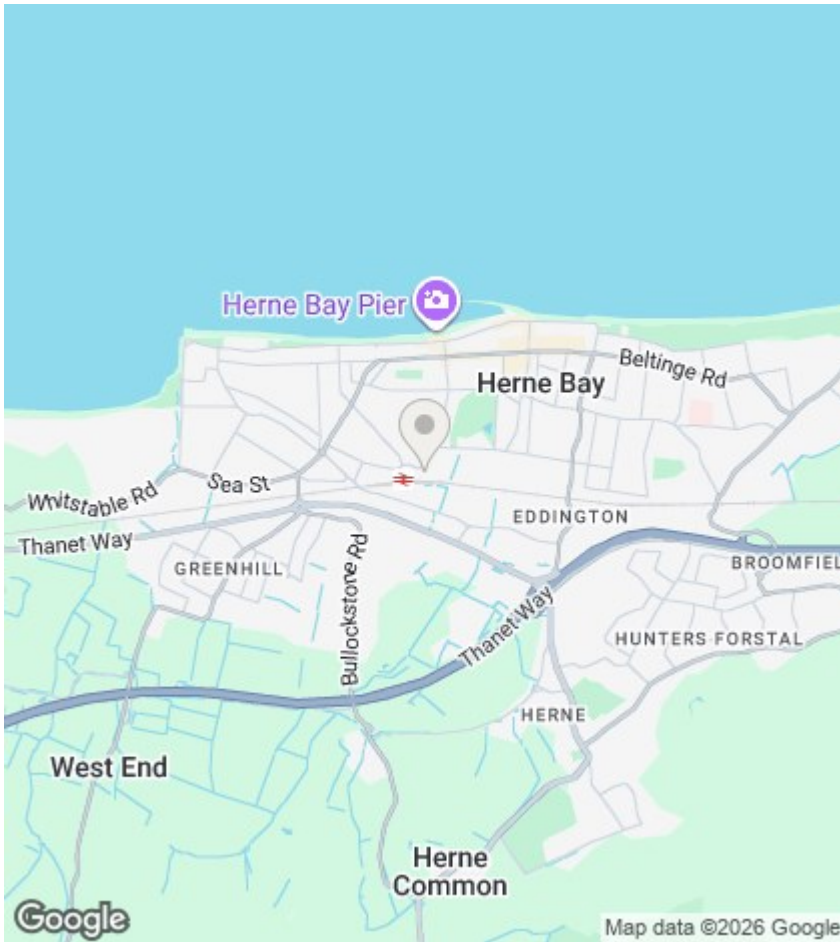 Herne Bay Pier
Beltinge Rd
Herne Bay
Sea St
Whitstable Rd
EDDINGTON
Thanet Way
BROOMFIEL
GREENHILL
Bullockstone Rd
Thanet Way
HUNTERS FORSTAL
HERNE
West End
Herne
Common
Google
Map data ©2026 Google